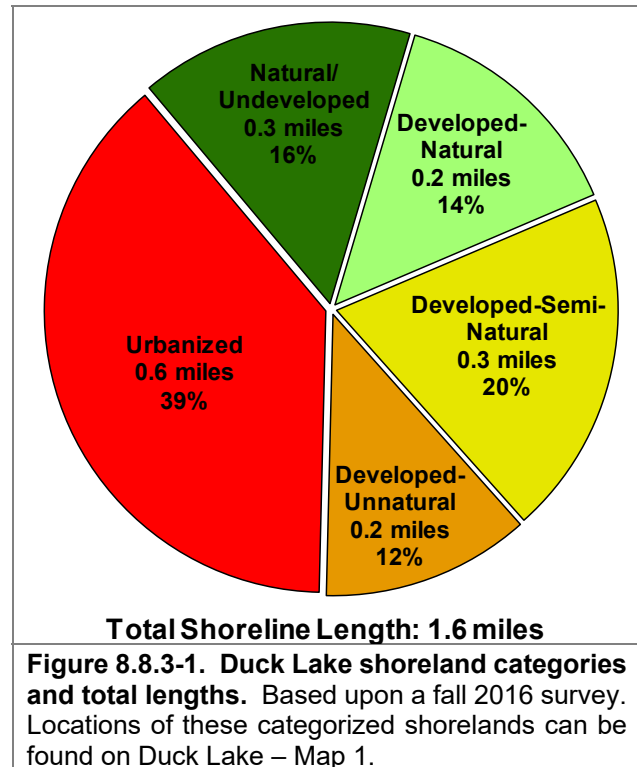 Natural/
Undeveloped
0.3 miles
16%
Developed-
Natural
0.2 miles
14%
Developed-Semi-
Natural
0.3 miles
20%
Developed-
Unnatural
0.2 miles
12%
Urbanized
0.6 miles
39%
Total Shoreline Length: 1.6 miles
Figure 8.8.3-1. Duck Lake shoreland categories
and total lengths. Based upon a fall 2016 survey.
Locations of these categorized shorelands can be
found on Duck Lake – Map 1.